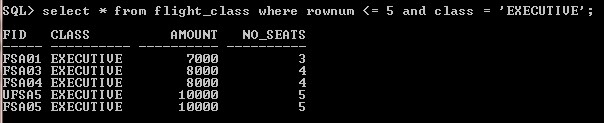 SQL> select * from flight_class where rownum <= 5 and class = 'EXECUTIVE';
FID   CLASS          AMOUNT   NO_SEATS
----- ---------- ---------- ----------
FSA01 EXECUTIVE        7000          3
FSA03 EXECUTIVE        8000          4
FSA04 EXECUTIVE        8000          4
UFSA5 EXECUTIVE       10000          5
FSA05 EXECUTIVE       10000          5